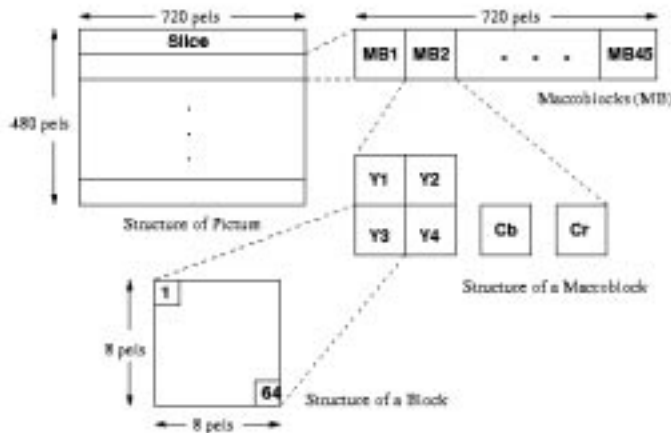 720 pels
720 pels
Slice
MB1 MB2 . . . MB45
Macroblocks (MB)
480 pels
Structure of Picture
Y1 Y2
Y3 Y4
Cb Cr
Structure of a Macroblock
1
8 pels
64
Structure of a Block
8 pels